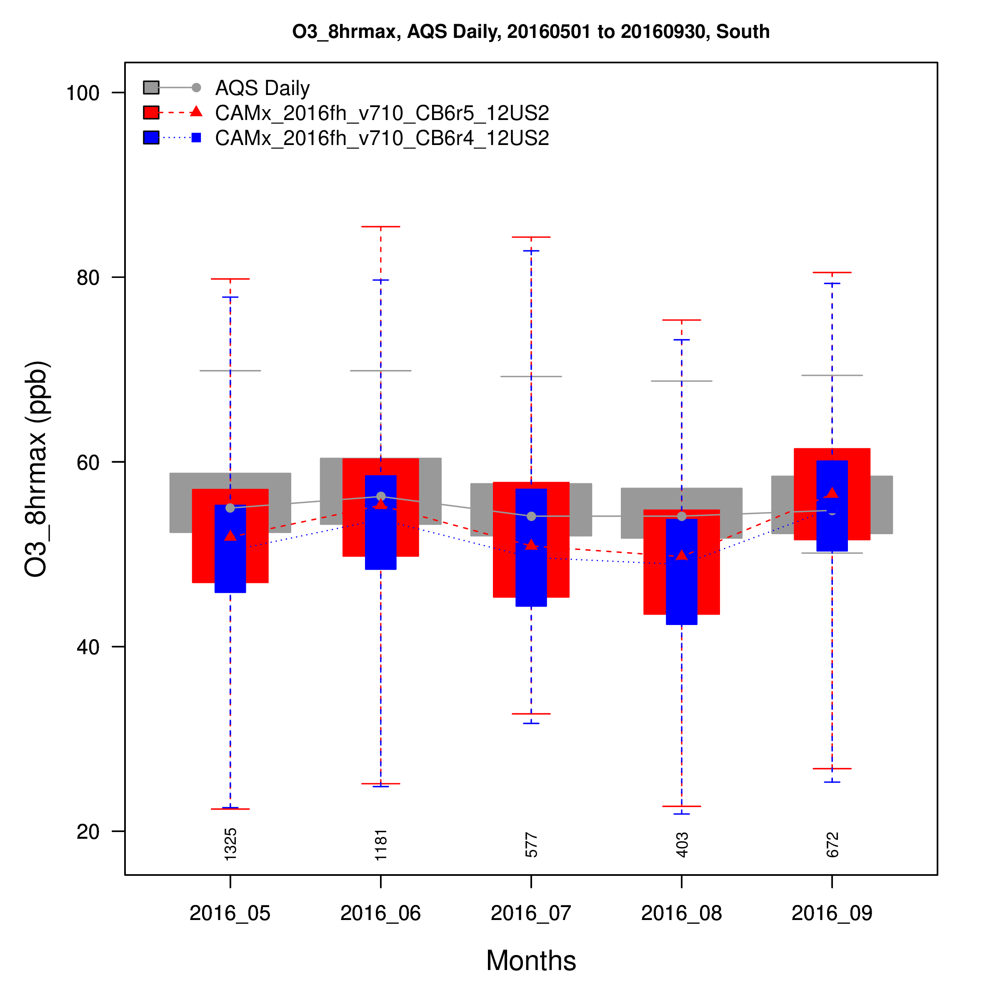 O3_8hrmax, AQS Daily, 20160501 to 20160930, South
AQS Daily
CAMx_2016fh_v710_CB6r5_12US2
CAMx_2016fh_v710_CB6r4_12US2
O3_8hrmax (ppb)
100
80
60
40
20
1325
1181
577
403
672
2016_05
2016_06
2016_07
2016_08
2016_09
Months